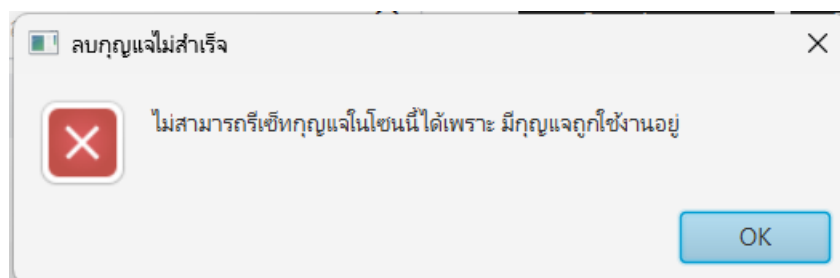 ลบกุญแจไม่สำเร็จ
ไม่สามารถรีเซ็ทกุญแจในโซนนี้ได้เพราะ มีกุญแจถูกใช้งานอยู่
OK